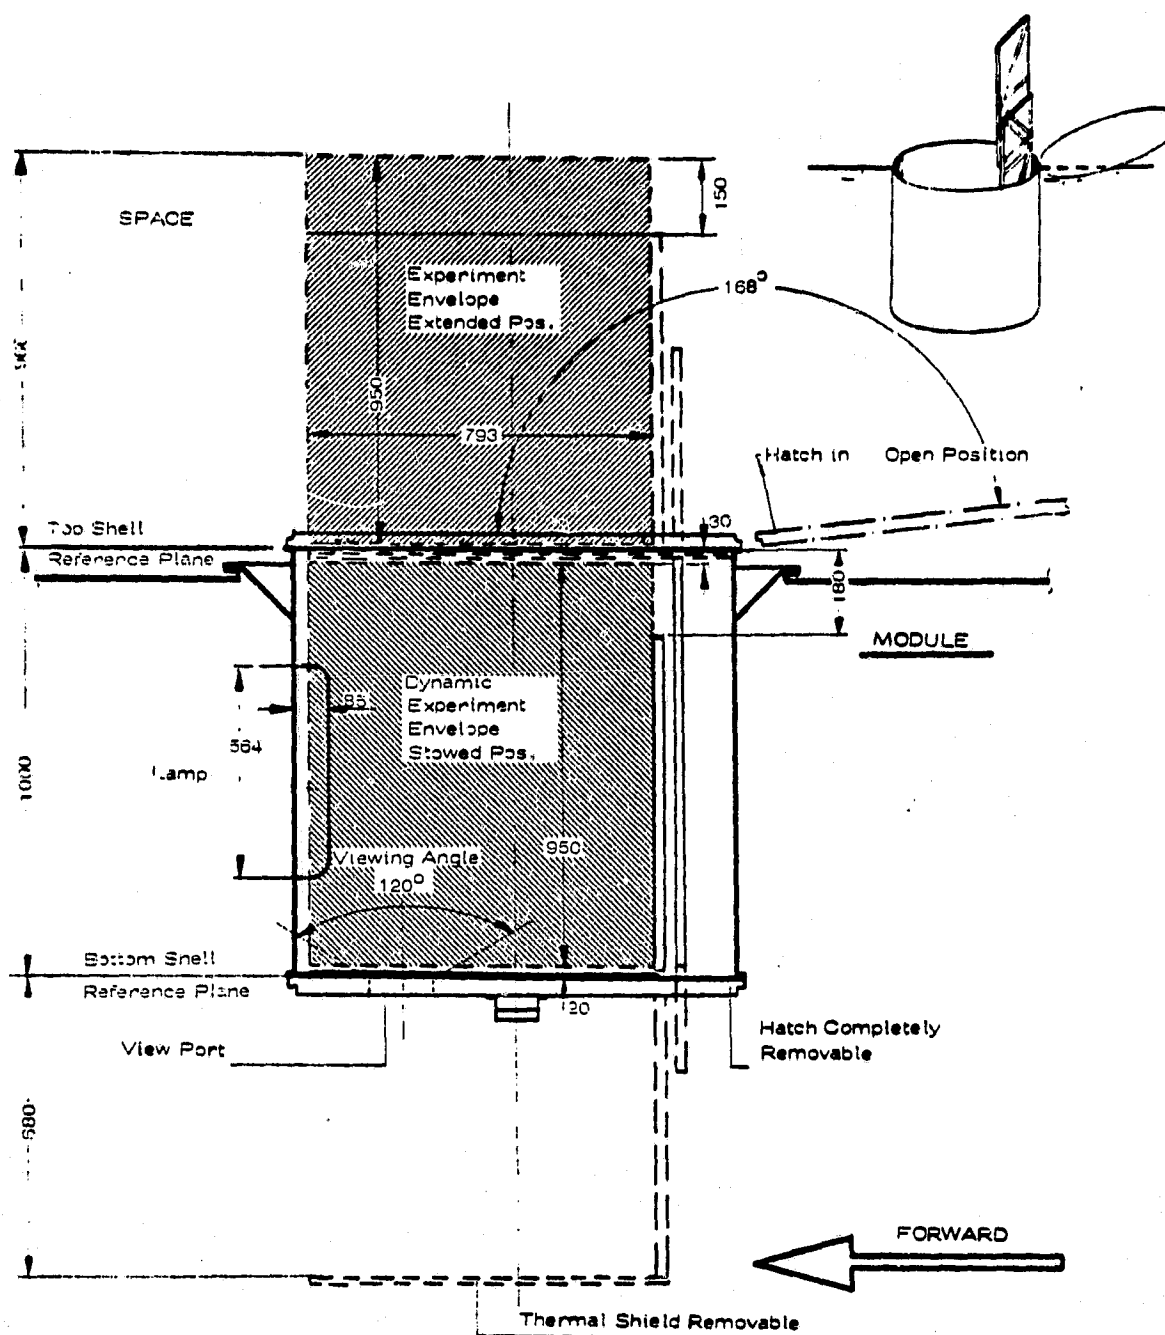 150
SPACE
Experiment
Envelope
Extended Pos.
168°
950
793
Hatch in Open Position
Top Shell
30
Reference Plane
180
MODULE
Dynamic
Experiment
Envelope
Stowed Pos.
85
564
Lamp
1000
950
Viewing Angle
120°
Bottom Shell
Reference Plane
20
View Port
Hatch Completely
Removable
680
FORWARD
Thermal Shield Removable